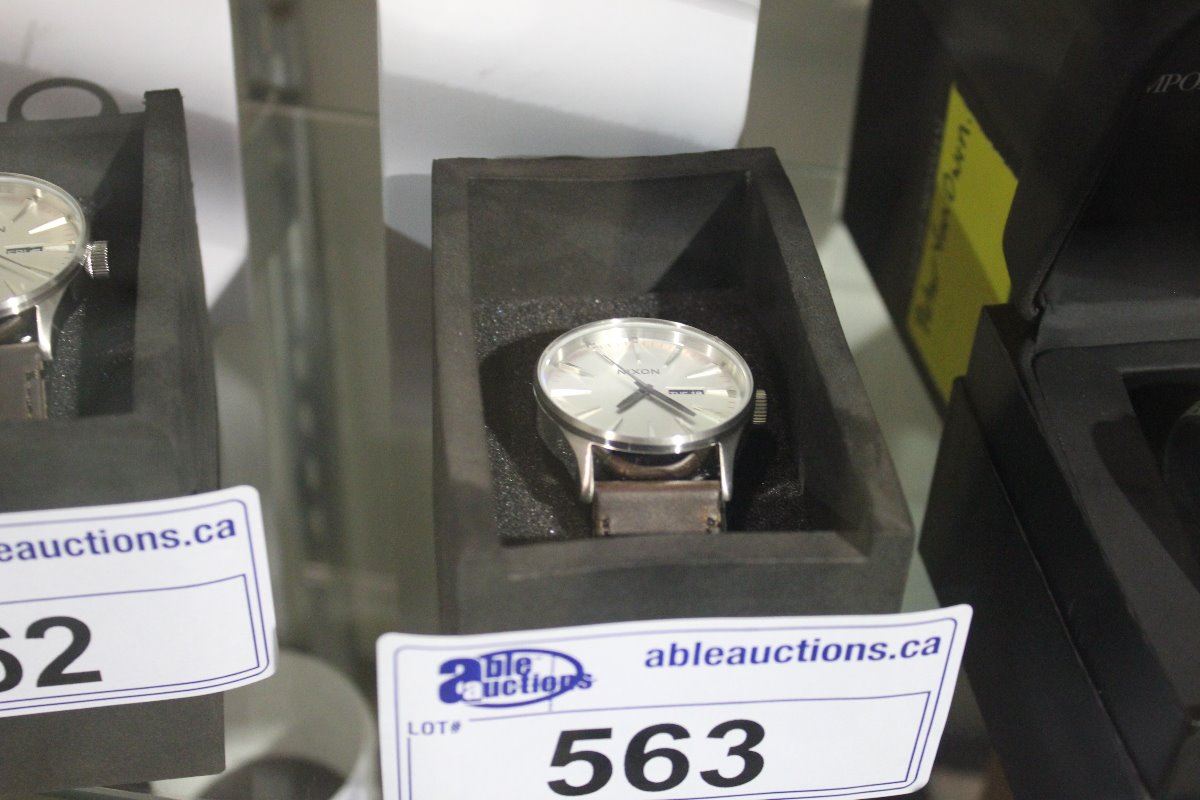 NIXON
eauctions.ca
62
able auctions
ableauctions.ca
LOT#
563